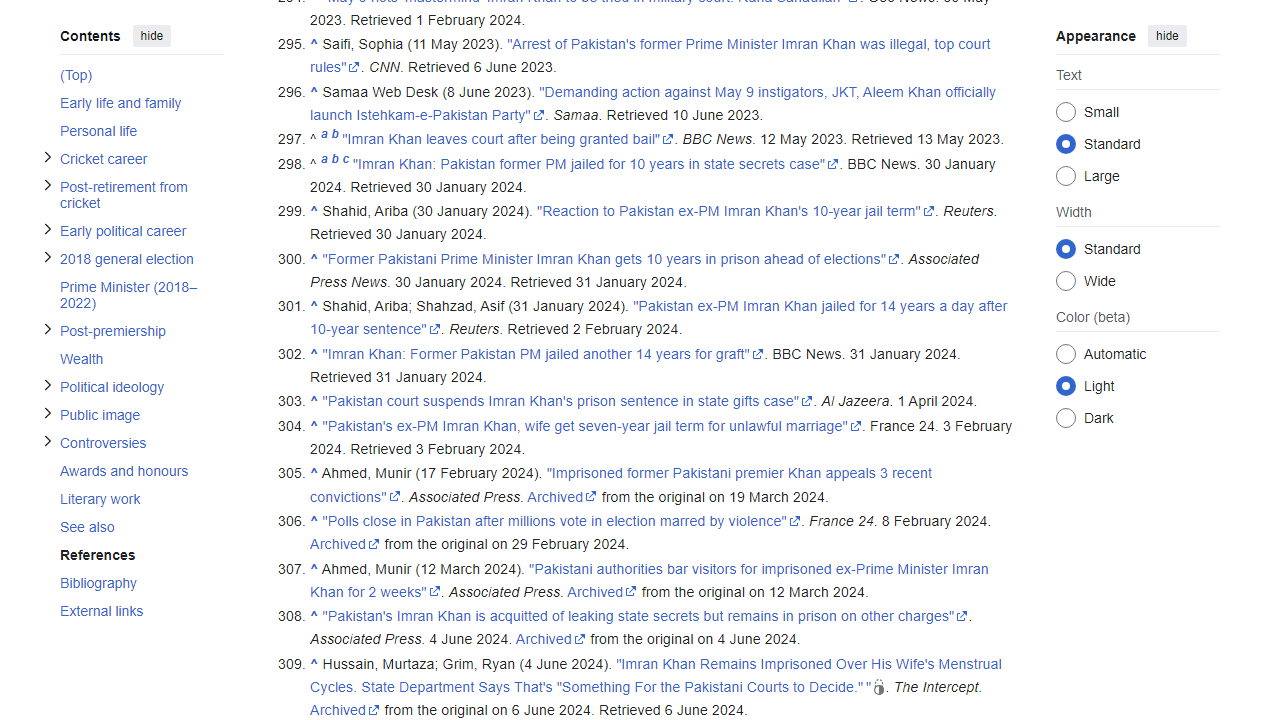 Contents hide
(Top)
Early life and family
Personal life
Cricket career
Post-retirement from
cricket
Early political career
2018 general election
Prime Minister (2018–
2022)
Post-premiership
Wealth
Political ideology
Public image
Controversies
Awards and honours
Literary work
See also
References
Bibliography
External links
2023. Retrieved 1 February 2024.
295. ^ Saifi, Sophia (11 May 2023). "Arrest of Pakistan's former Prime Minister Imran Khan was illegal, top court
rules". CNN. Retrieved 6 June 2023.
296. ^ Samaa Web Desk (8 June 2023). "Demanding action against May 9 instigators, JKT, Aleem Khan officially
launch Istehkam-e-Pakistan Party". Samaa. Retrieved 10 June 2023.
297. ^ a b "Imran Khan leaves court after being granted bail". BBC News. 12 May 2023. Retrieved 13 May 2023.
298. ^ a b c "Imran Khan: Pakistan former PM jailed for 10 years in state secrets case". BBC News. 30 January
2024. Retrieved 30 January 2024.
299. ^ Shahid, Ariba (30 January 2024). "Reaction to Pakistan ex-PM Imran Khan's 10-year jail term". Reuters.
Retrieved 30 January 2024.
300. ^ "Former Pakistani Prime Minister Imran Khan gets 10 years in prison ahead of elections". Associated
Press News. 30 January 2024. Retrieved 31 January 2024.
301. ^ Shahid, Ariba; Shahzad, Asif (31 January 2024). "Pakistan ex-PM Imran Khan jailed for 14 years a day after
10-year sentence". Reuters. Retrieved 2 February 2024.
302. ^ "Imran Khan: Former Pakistan PM jailed another 14 years for graft". BBC News. 31 January 2024.
Retrieved 31 January 2024.
303. ^ "Pakistan court suspends Imran Khan's prison sentence in state gifts case". Al Jazeera. 1 April 2024.
304. ^ "Pakistan's ex-PM Imran Khan, wife get seven-year jail term for unlawful marriage". France 24. 3 February
2024. Retrieved 3 February 2024.
305. ^ Ahmed, Munir (17 February 2024). "Imprisoned former Pakistani premier Khan appeals 3 recent
convictions". Associated Press. Archived from the original on 19 March 2024.
306. ^ "Polls close in Pakistan after millions vote in election marred by violence". France 24. 8 February 2024.
Archived from the original on 29 February 2024.
307. ^ Ahmed, Munir (12 March 2024). "Pakistani authorities bar visitors for imprisoned ex-Prime Minister Imran
Khan for 2 weeks". Associated Press. Archived from the original on 12 March 2024.
308. ^ "Pakistan's Imran Khan is acquitted of leaking state secrets but remains in prison on other charges".
Associated Press. 4 June 2024. Archived from the original on 4 June 2024.
309. ^ Hussain, Murtaza; Grim, Ryan (4 June 2024). "Imran Khan Remains Imprisoned Over His Wife's Menstrual
Cycles. State Department Says That's "Something For the Pakistani Courts to Decide." ". The Intercept.
Archived from the original on 6 June 2024. Retrieved 6 June 2024.
Appearance hide
Text
Small
Standard
Large
Width
Standard
Wide
Color (beta)
Automatic
Light
Dark